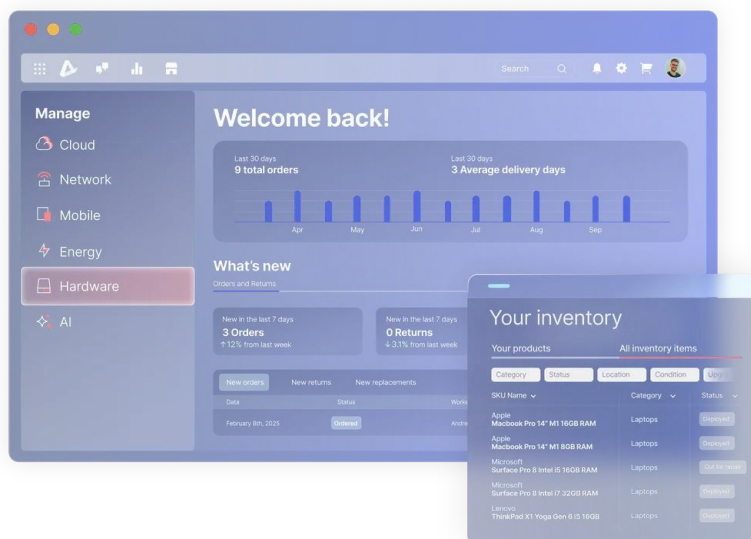 Search
Manage
Cloud
Network
Mobile
Energy
Hardware
AI
Welcome back!
Last 30 days
9 total orders
Last 30 days
3 Average delivery days
Apr May Jun Jul Aug Sep
What's new
Orders and Returns
New in the last 7 days
3 Orders
↑12% from last week
New in the last 7 days
0 Returns
↓3.1% from last week
New orders New returns New replacements
Data Status
February 8th, 2025 Ordered
Your inventory
Your products All inventory items
Category Status Location Condition
SKU Name Category Status
Apple
Macbook Pro 14" M1 16GB RAM Laptops Deployed
Apple
Macbook Pro 14" M1 8GB RAM Laptops Deployed
Microsoft
Surface Pro 8 Intel i5 16GB RAM Laptops Out for repair
Microsoft
Surface Pro 8 Intel i7 32GB RAM Laptops Deployed
Lenovo
ThinkPad X1 Yoga Gen 6 i5 16GB Laptops Deployed